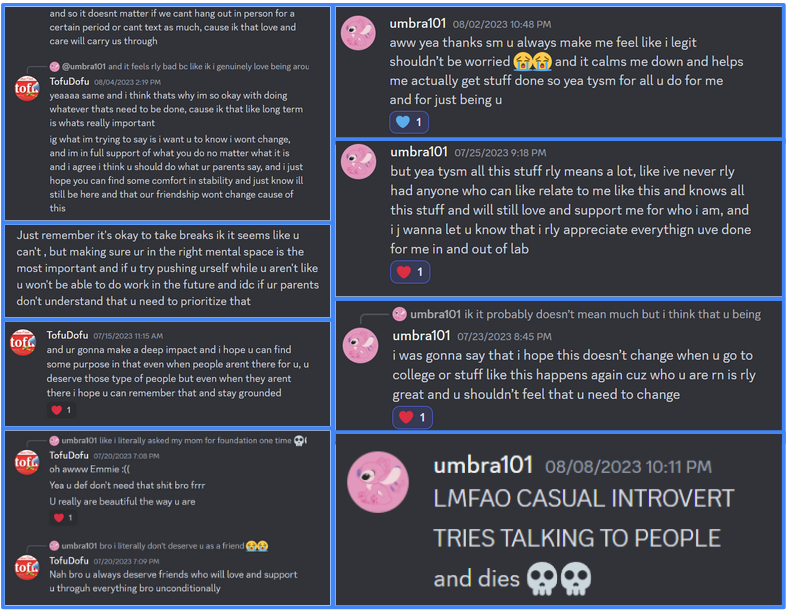 and so it doesnt matter if we cant hang out in person for a
certain period or cant text as much, cause ik that love and
care will carry us through
@umbra101 and it feels rly bad bc like ik i genuinely love being arou
TofuDofu 08/04/2023 2:19 PM
yeaaaa same and i think thats why im so okay with doing
whatever thats need to be done, cause ik that like long term
is whats really important
ig what im trying to say is i want u to know i wont change,
and im in full support of what you do no matter what it is
and i agree i think u should do what ur parents say, and i just
hope you can find some comfort in stability and just know ill
still be here and that our friendship wont change cause of
this
Just remember it's okay to take breaks ik it seems like u
can't , but making sure ur in the right mental space is the
most important and if u try pushing urself while u aren't like
u won't be able to do work in the future and idc if ur parents
don't understand that u need to prioritize that
TofuDofu 07/15/2023 11:15 AM
and ur gonna make a deep impact and i hope u can find
some purpose in that even when people arent there for u, u
deserve those type of people but even when they arent
there i hope u can remember that and stay grounded
❤️ 1
umbra101 like i literally asked my mom for foundation one time 💀
TofuDofu 07/20/2023 7:08 PM
oh awww Emmie :((
Yea u def don't need that shit bro frrr
U really are beautiful the way u are
❤️ 1
umbra101 bro i literally don't deserve u as a friend 😭😭
TofuDofu 07/20/2023 7:09 PM
Nah bro u always deserve friends who will love and support
u throguh everything bro unconditionally
umbra101 08/02/2023 10:48 PM
aww yea thanks sm u always make me feel like i legit
shouldn't be worried 😭😭 and it calms me down and helps
me actually get stuff done so yea tysm for all u do for me
and for just being u
💙 1
umbra101 07/25/2023 9:18 PM
but yea tysm all this stuff rly means a lot, like ive never rly
had anyone who can like relate to me like this and knows all
this stuff and will still love and support me for who i am, and
i j wanna let u know that i rly appreciate everythign uve done
for me in and out of lab
❤️ 1
umbra101 ik it probably doesn't mean much but i think that u being
umbra101 07/23/2023 8:45 PM
i was gonna say that i hope this doesn't change when u go to
college or stuff like this happens again cuz who u are rn is rly
great and u shouldn't feel that u need to change
❤️ 1
umbra101 08/08/2023 10:11 PM
LMFAO CASUAL INTROVERT
TRIES TALKING TO PEOPLE
and dies 💀💀
tofu
tofu
tofu
tofu